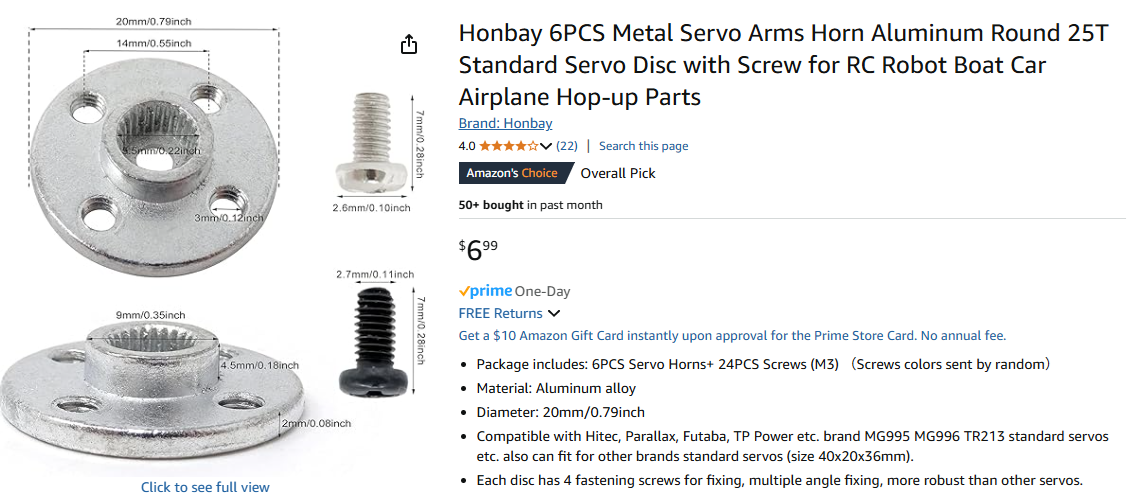 20mm/0.79inch
14mm/0.55inch
5.5mm/0.22inch
3mm/0.12inch
7mm/0.28inch
2.6mm/0.10inch
2.7mm/0.11inch
7mm/0.28inch
9mm/0.35inch
4.5mm/0.18inch
2mm/0.08inch
Click to see full view
Honbay 6PCS Metal Servo Arms Horn Aluminum Round 25T
Standard Servo Disc with Screw for RC Robot Boat Car
Airplane Hop-up Parts
Brand: Honbay
4.0 (22) | Search this page
Amazon's Choice Overall Pick
50+ bought in past month
$6.99
prime One-Day
FREE Returns
Get a $10 Amazon Gift Card instantly upon approval for the Prime Store Card. No annual fee.
• Package includes: 6PCS Servo Horns+ 24PCS Screws (M3) （Screws colors sent by random）
• Material: Aluminum alloy
• Diameter: 20mm/0.79inch
• Compatible with Hitec, Parallax, Futaba, TP Power etc. brand MG995 MG996 TR213 standard servos
etc. also can fit for other brands standard servos (size 40x20x36mm).
• Each disc has 4 fastening screws for fixing, multiple angle fixing, more robust than other servos.